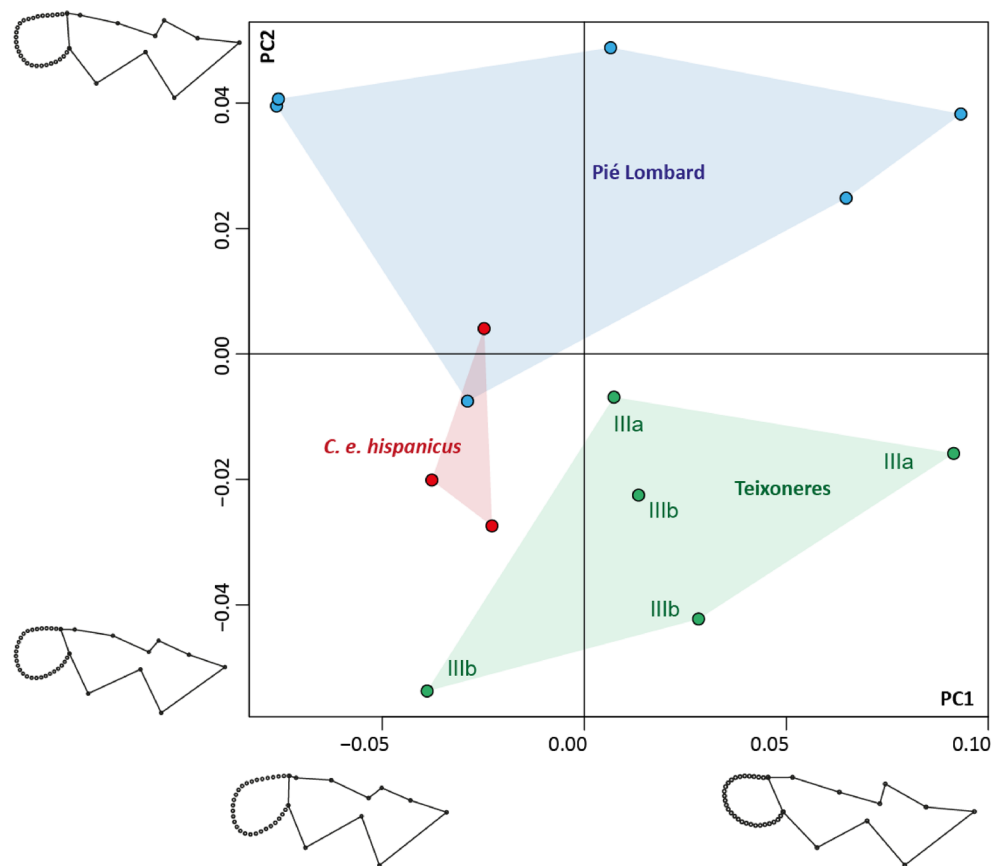 PC2
0.04
0.02
0.00
−0.02
−0.04
Pié Lombard
C. e. hispanicus
IIIa
IIIa
Teixoneres
IIIb
IIIb
IIIb
PC1
−0.05
0.00
0.05
0.10